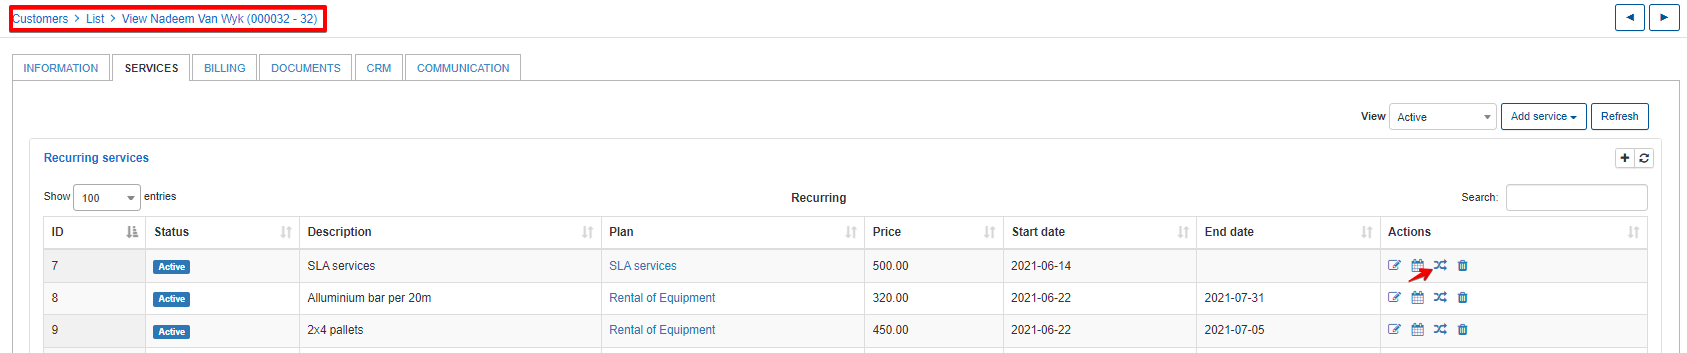 Customers > List > View Nadeem Van Wyk (000032 - 32)
INFORMATION SERVICES BILLING DOCUMENTS CRM COMMUNICATION
View Active Add service Refresh
Recurring services
Show 100 entries Recurring Search:
ID Status Description Plan Price Start date End date Actions
7 Active SLA services SLA services 500.00 2021-06-14
8 Active Alluminium bar per 20m Rental of Equipment 320.00 2021-06-22 2021-07-31
9 Active 2x4 pallets Rental of Equipment 450.00 2021-06-22 2021-07-05